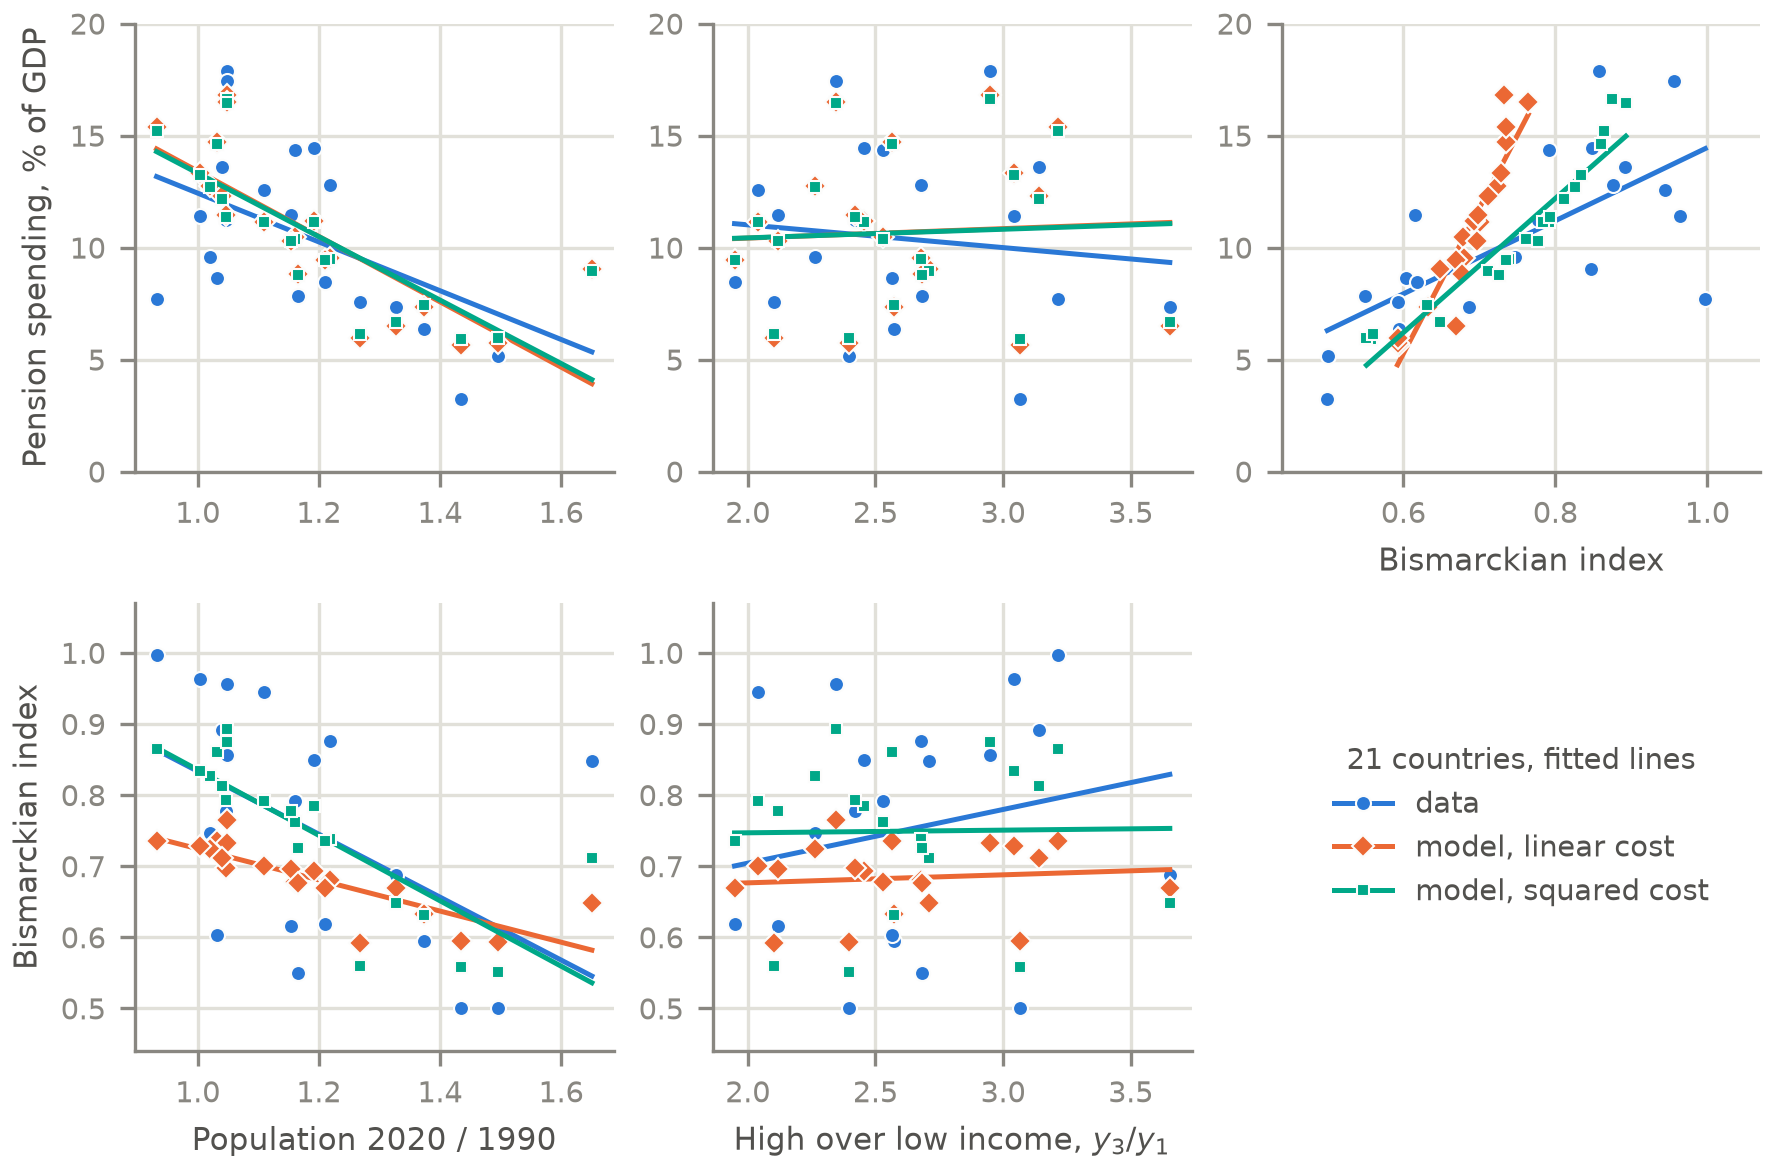 Pension spending, % of GDP
20
15
10
5
0
1.0 1.2 1.4 1.6
20
15
10
5
0
2.0 2.5 3.0 3.5
20
15
10
5
0
0.6 0.8 1.0
Bismarckian index
Bismarckian index
1.0
0.9
0.8
0.7
0.6
0.5
1.0 1.2 1.4 1.6
Population 2020 / 1990
1.0
0.9
0.8
0.7
0.6
0.5
2.0 2.5 3.0 3.5
High over low income, y₃/y₁
21 countries, fitted lines
data
model, linear cost
model, squared cost